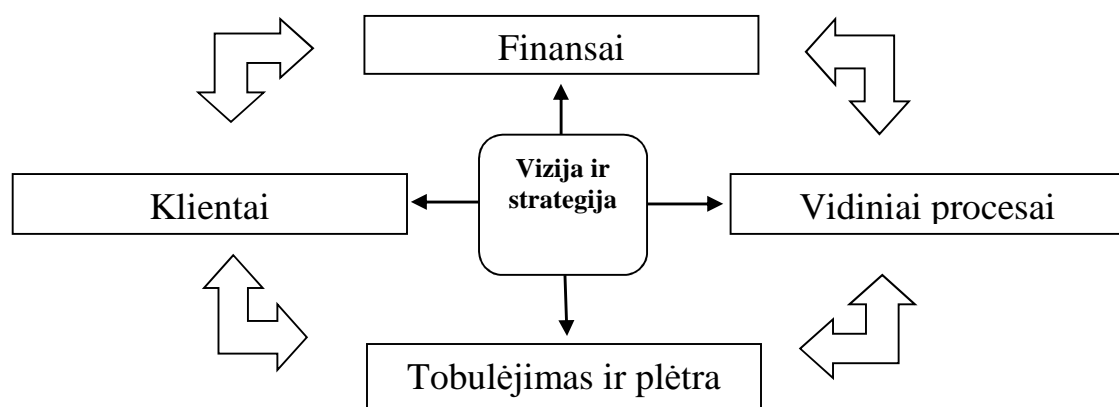 Finansai
Vizija ir
strategija
Klientai
Vidiniai procesai
Tobulėjimas ir plėtra